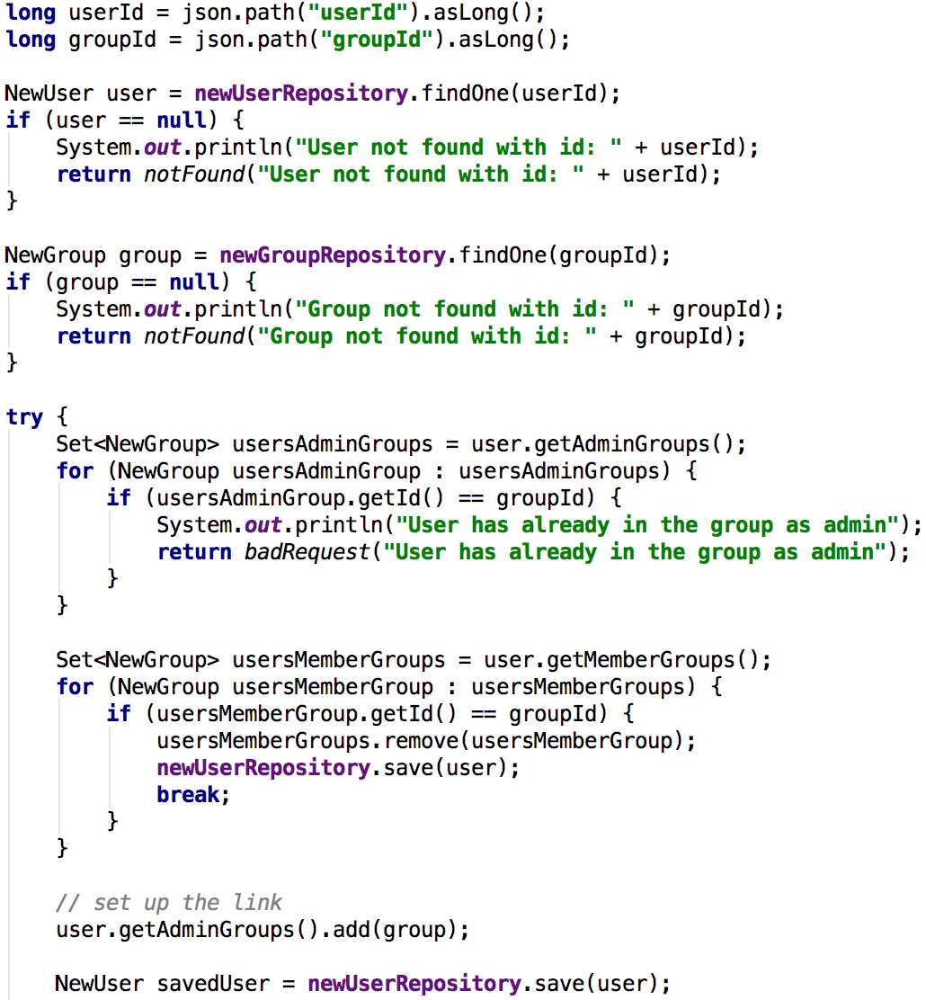 long userId = json.path("userId").asLong();
long groupId = json.path("groupId").asLong();

NewUser user = newUserRepository.findOne(userId);
if (user == null) {
    System.out.println("User not found with id: " + userId);
    return notFound("User not found with id: " + userId);
}

NewGroup group = newGroupRepository.findOne(groupId);
if (group == null) {
    System.out.println("Group not found with id: " + groupId);
    return notFound("Group not found with id: " + groupId);
}

try {
    Set<NewGroup> usersAdminGroups = user.getAdminGroups();
    for (NewGroup usersAdminGroup : usersAdminGroups) {
        if (usersAdminGroup.getId() == groupId) {
            System.out.println("User has already in the group as admin");
            return badRequest("User has already in the group as admin");
        }
    }

    Set<NewGroup> usersMemberGroups = user.getMemberGroups();
    for (NewGroup usersMemberGroup : usersMemberGroups) {
        if (usersMemberGroup.getId() == groupId) {
            usersMemberGroups.remove(usersMemberGroup);
            newUserRepository.save(user);
            break;
        }
    }

    // set up the link
    user.getAdminGroups().add(group);

    NewUser savedUser = newUserRepository.save(user);